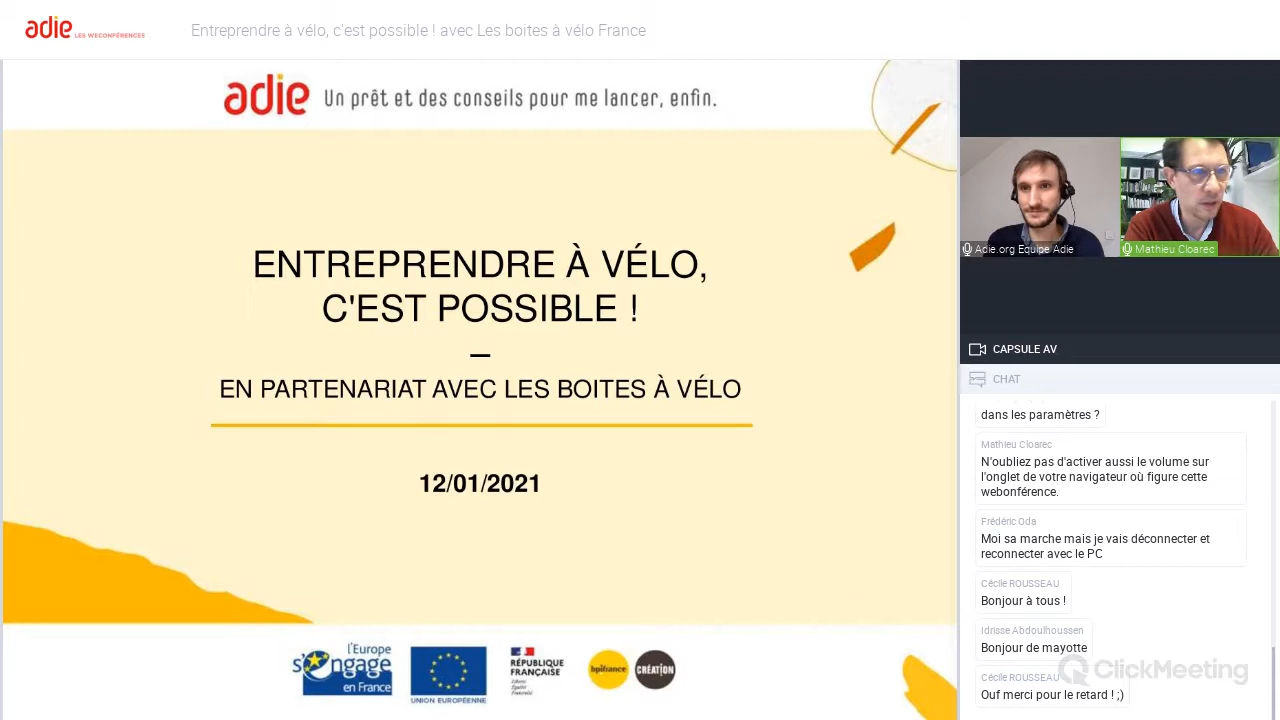 adie LES WECONFÉRENCES
Entreprendre à vélo, c'est possible ! avec Les boites à vélo France
adie Un prêt et des conseils pour me lancer, enfin.
ENTREPRENDRE À VÉLO,
C'EST POSSIBLE !
–
EN PARTENARIAT AVEC LES BOITES À VÉLO
12/01/2021
l'Europe
s'engage
en France
UNION EUROPÉENNE
RÉPUBLIQUE
FRANÇAISE
Liberté
Égalité
Fraternité
bpifrance
CRÉATION
Adie.org Equipe Adie
Mathieu Cloarec
CAPSULE AV
CHAT
dans les paramètres ?
Mathieu Cloarec
N'oubliez pas d'activer aussi le volume sur
l'onglet de votre navigateur où figure cette
webonférence.
Frédéric Oda
Moi sa marche mais je vais déconnecter et
reconnecter avec le PC
Cécile ROUSSEAU
Bonjour à tous !
Idrisse Abdoulhoussen
Bonjour de mayotte
Cécile ROUSSEAU
Ouf merci pour le retard ! ;)
ClickMeeting